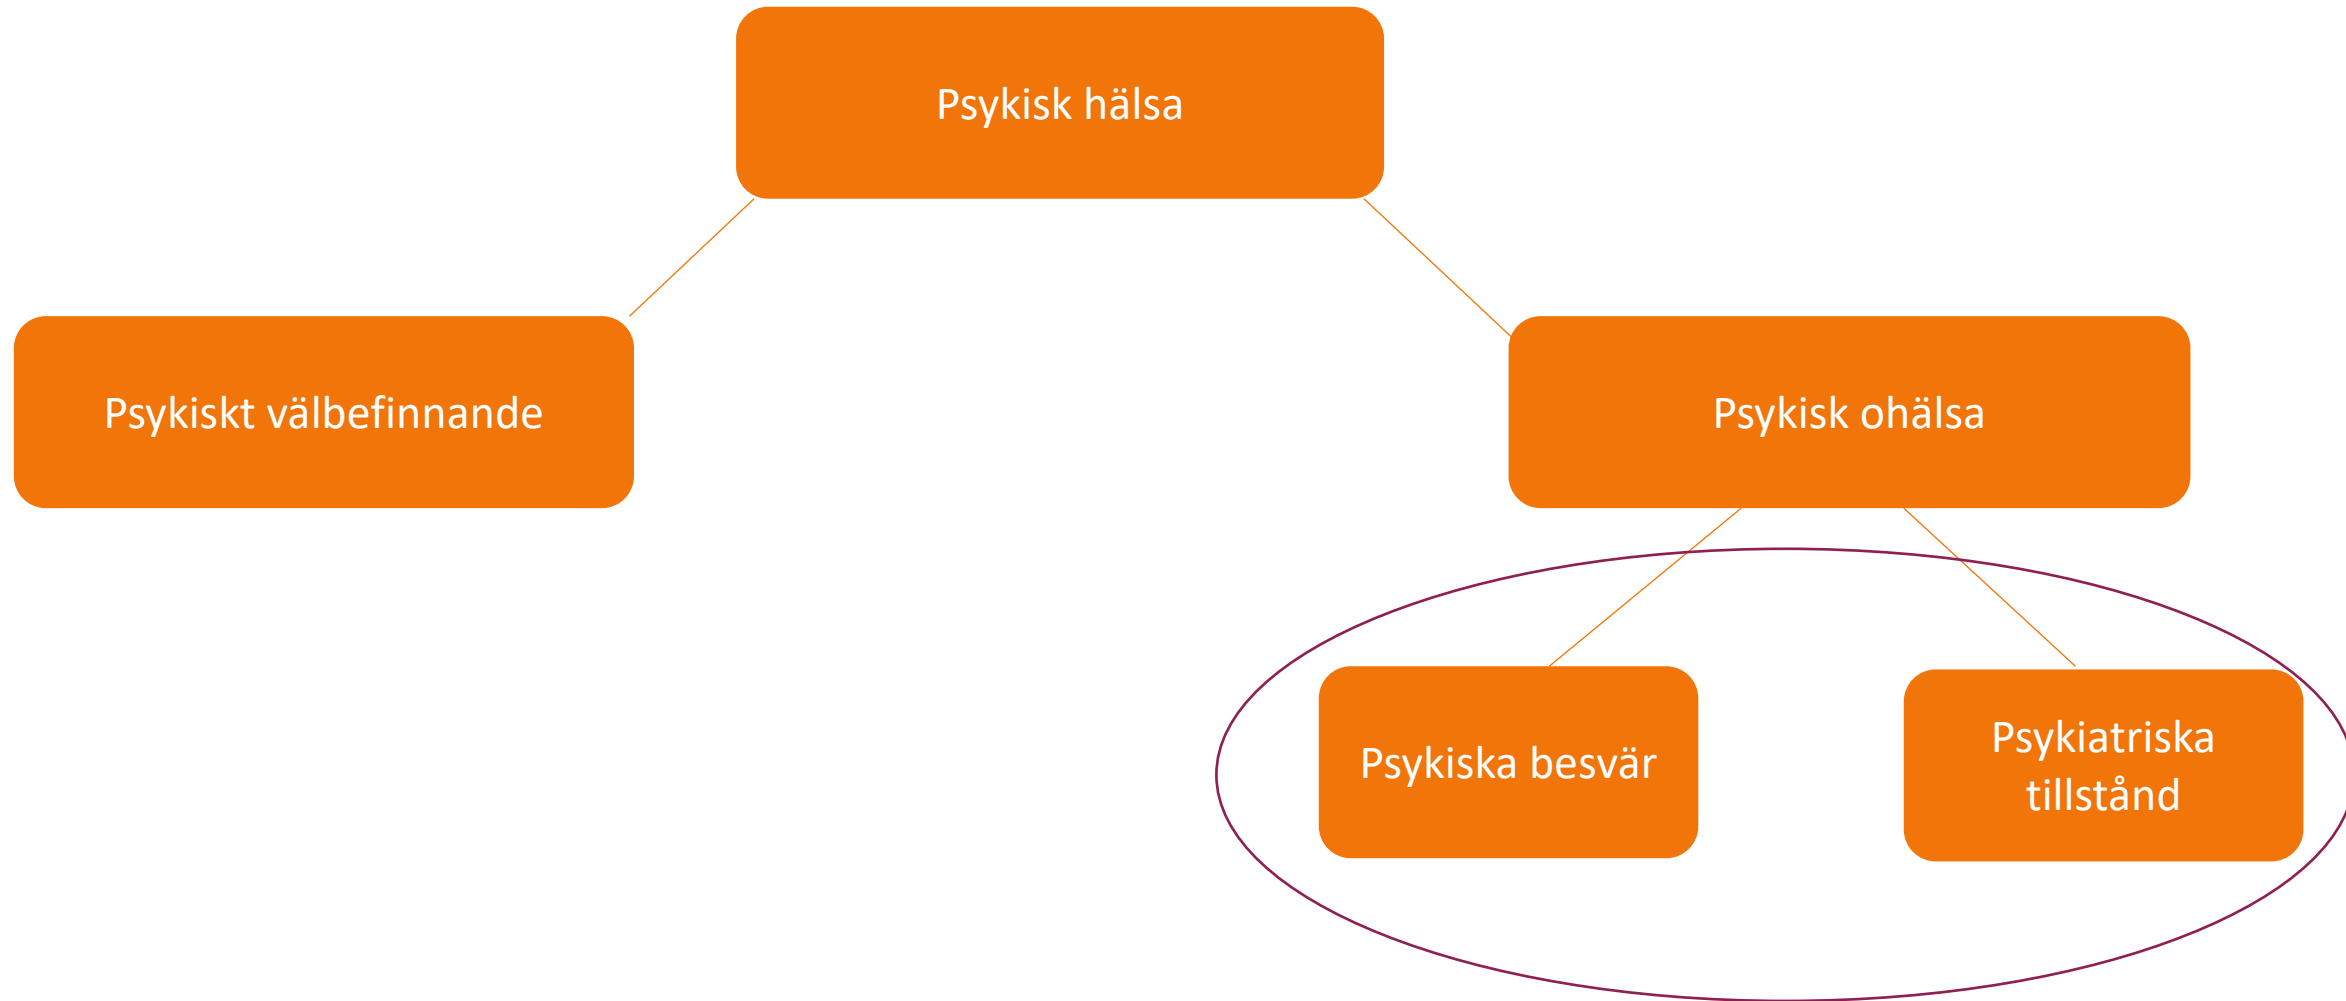 Psykisk hälsa
Psykiskt välbefinnande
Psykisk ohälsa
Psykiska besvär
Psykiatriska
tillstånd